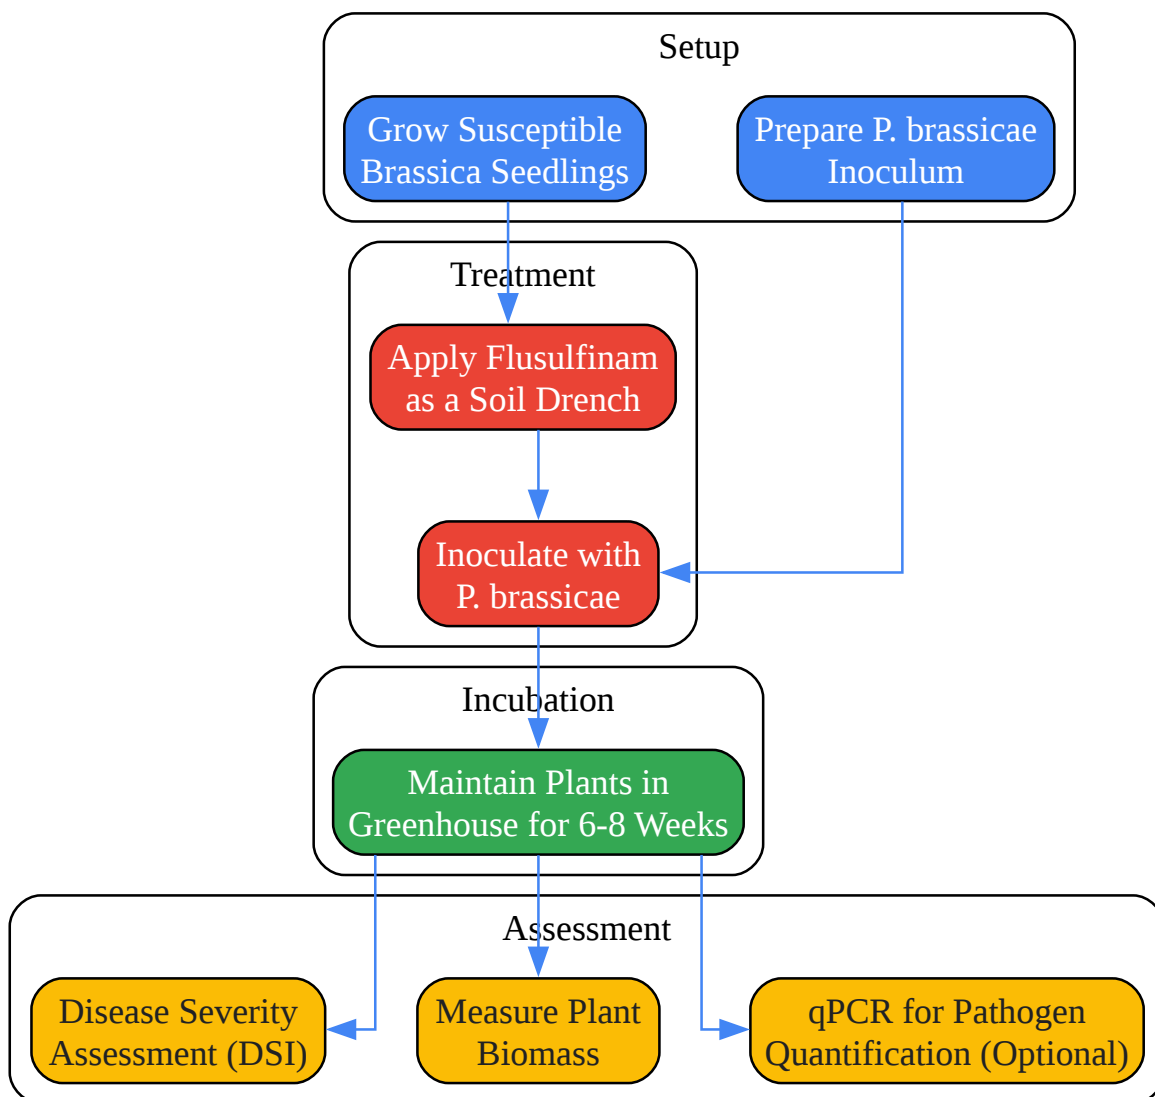 Setup
Grow Susceptible
Brassica Seedlings
Prepare P. brassicae
Inoculum
Treatment
Apply Flusulfinam
as a Soil Drench
Inoculate with
P. brassicae
Incubation
Maintain Plants in
Greenhouse for 6-8 Weeks
Assessment
Disease Severity
Assessment (DSI)
Measure Plant
Biomass
qPCR for Pathogen
Quantification (Optional)